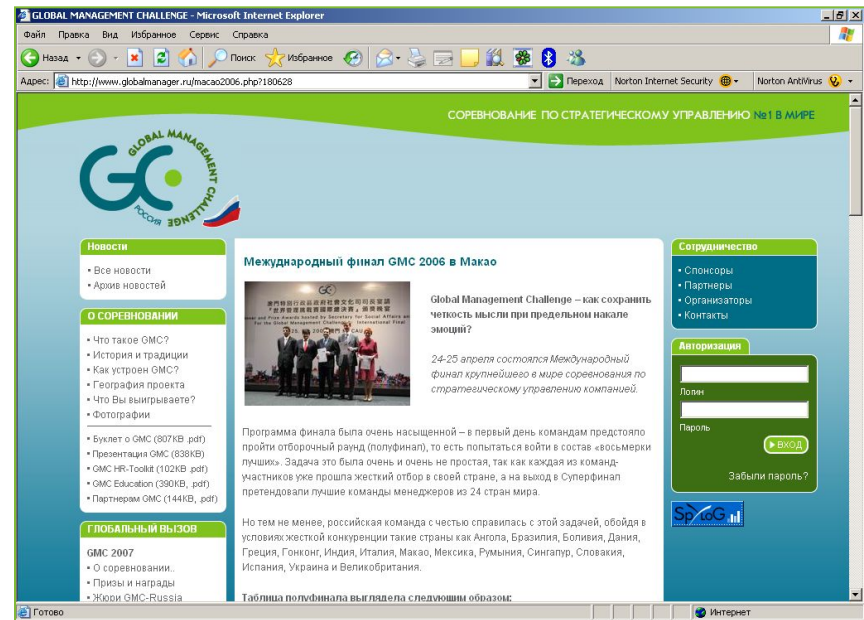 GLOBAL MANAGEMENT CHALLENGE - Microsoft Internet Explorer
Файл Правка Вид Избранное Сервис Справка
Назад Поиск Избранное
Адрес: http://www.globalmanager.ru/macao2006.php?180628 Переход Norton Internet Security Norton AntiVirus
СОРЕВНОВАНИЕ ПО СТРАТЕГИЧЕСКОМУ УПРАВЛЕНИЮ №1 В МИРЕ
GLOBAL MANAGEMENT CHALLENGE РОССИЯ
GC
Новости
• Все новости
• Архив новостей
О СОРЕВНОВАНИИ
• Что такое GMC?
• История и традиции
• Как устроен GMC?
• География проекта
• Что Вы выигрываете?
• Фотографии
• Буклет о GMC (807KB .pdf)
• Презентация GMC (838KB)
• GMC HR-Toolkit (102KB .pdf)
• GMC Education (390KB, .pdf)
• Партнерам GMC (144KB, .pdf)
ГЛОБАЛЬНЫЙ ВЫЗОВ
GMC 2007
• О соревновании..
• Призы и награды
• Жюри GMC-Russia
Международный финал GMC 2006 в Макао
Global Management Challenge – как сохранить
четкость мысли при предельном накале
эмоций?
24-25 апреля состоялся Международный
финал крупнейшего в мире соревнования по
стратегическому управлению компанией.
Программа финала была очень насыщенной – в первый день командам предстояло
пройти отборочный раунд (полуфинал), то есть попытаться войти в состав «восьмерки
лучших». Задача это была очень и очень не простая, так как каждая из команд-
участников уже прошла жесткий отбор в своей стране, а на выход в Суперфинал
претендовали лучшие команды менеджеров из 24 стран мира.
Но тем не менее, российская команда с честью справилась с этой задачей, обойдя в
условиях жесткой конкуренции такие страны как Ангола, Бразилия, Боливия, Дания,
Греция, Гонконг, Индия, Италия, Макао, Мексика, Румыния, Сингапур, Словакия,
Испания, Украина и Великобритания.
Таблица полуфинала выглядела следующим образом:
Сотрудничество
• Спонсоры
• Партнеры
• Организаторы
• Контакты
Авторизация
Логин
Пароль
ВХОД
Забыли пароль?
SpyLOG
Готово Интернет